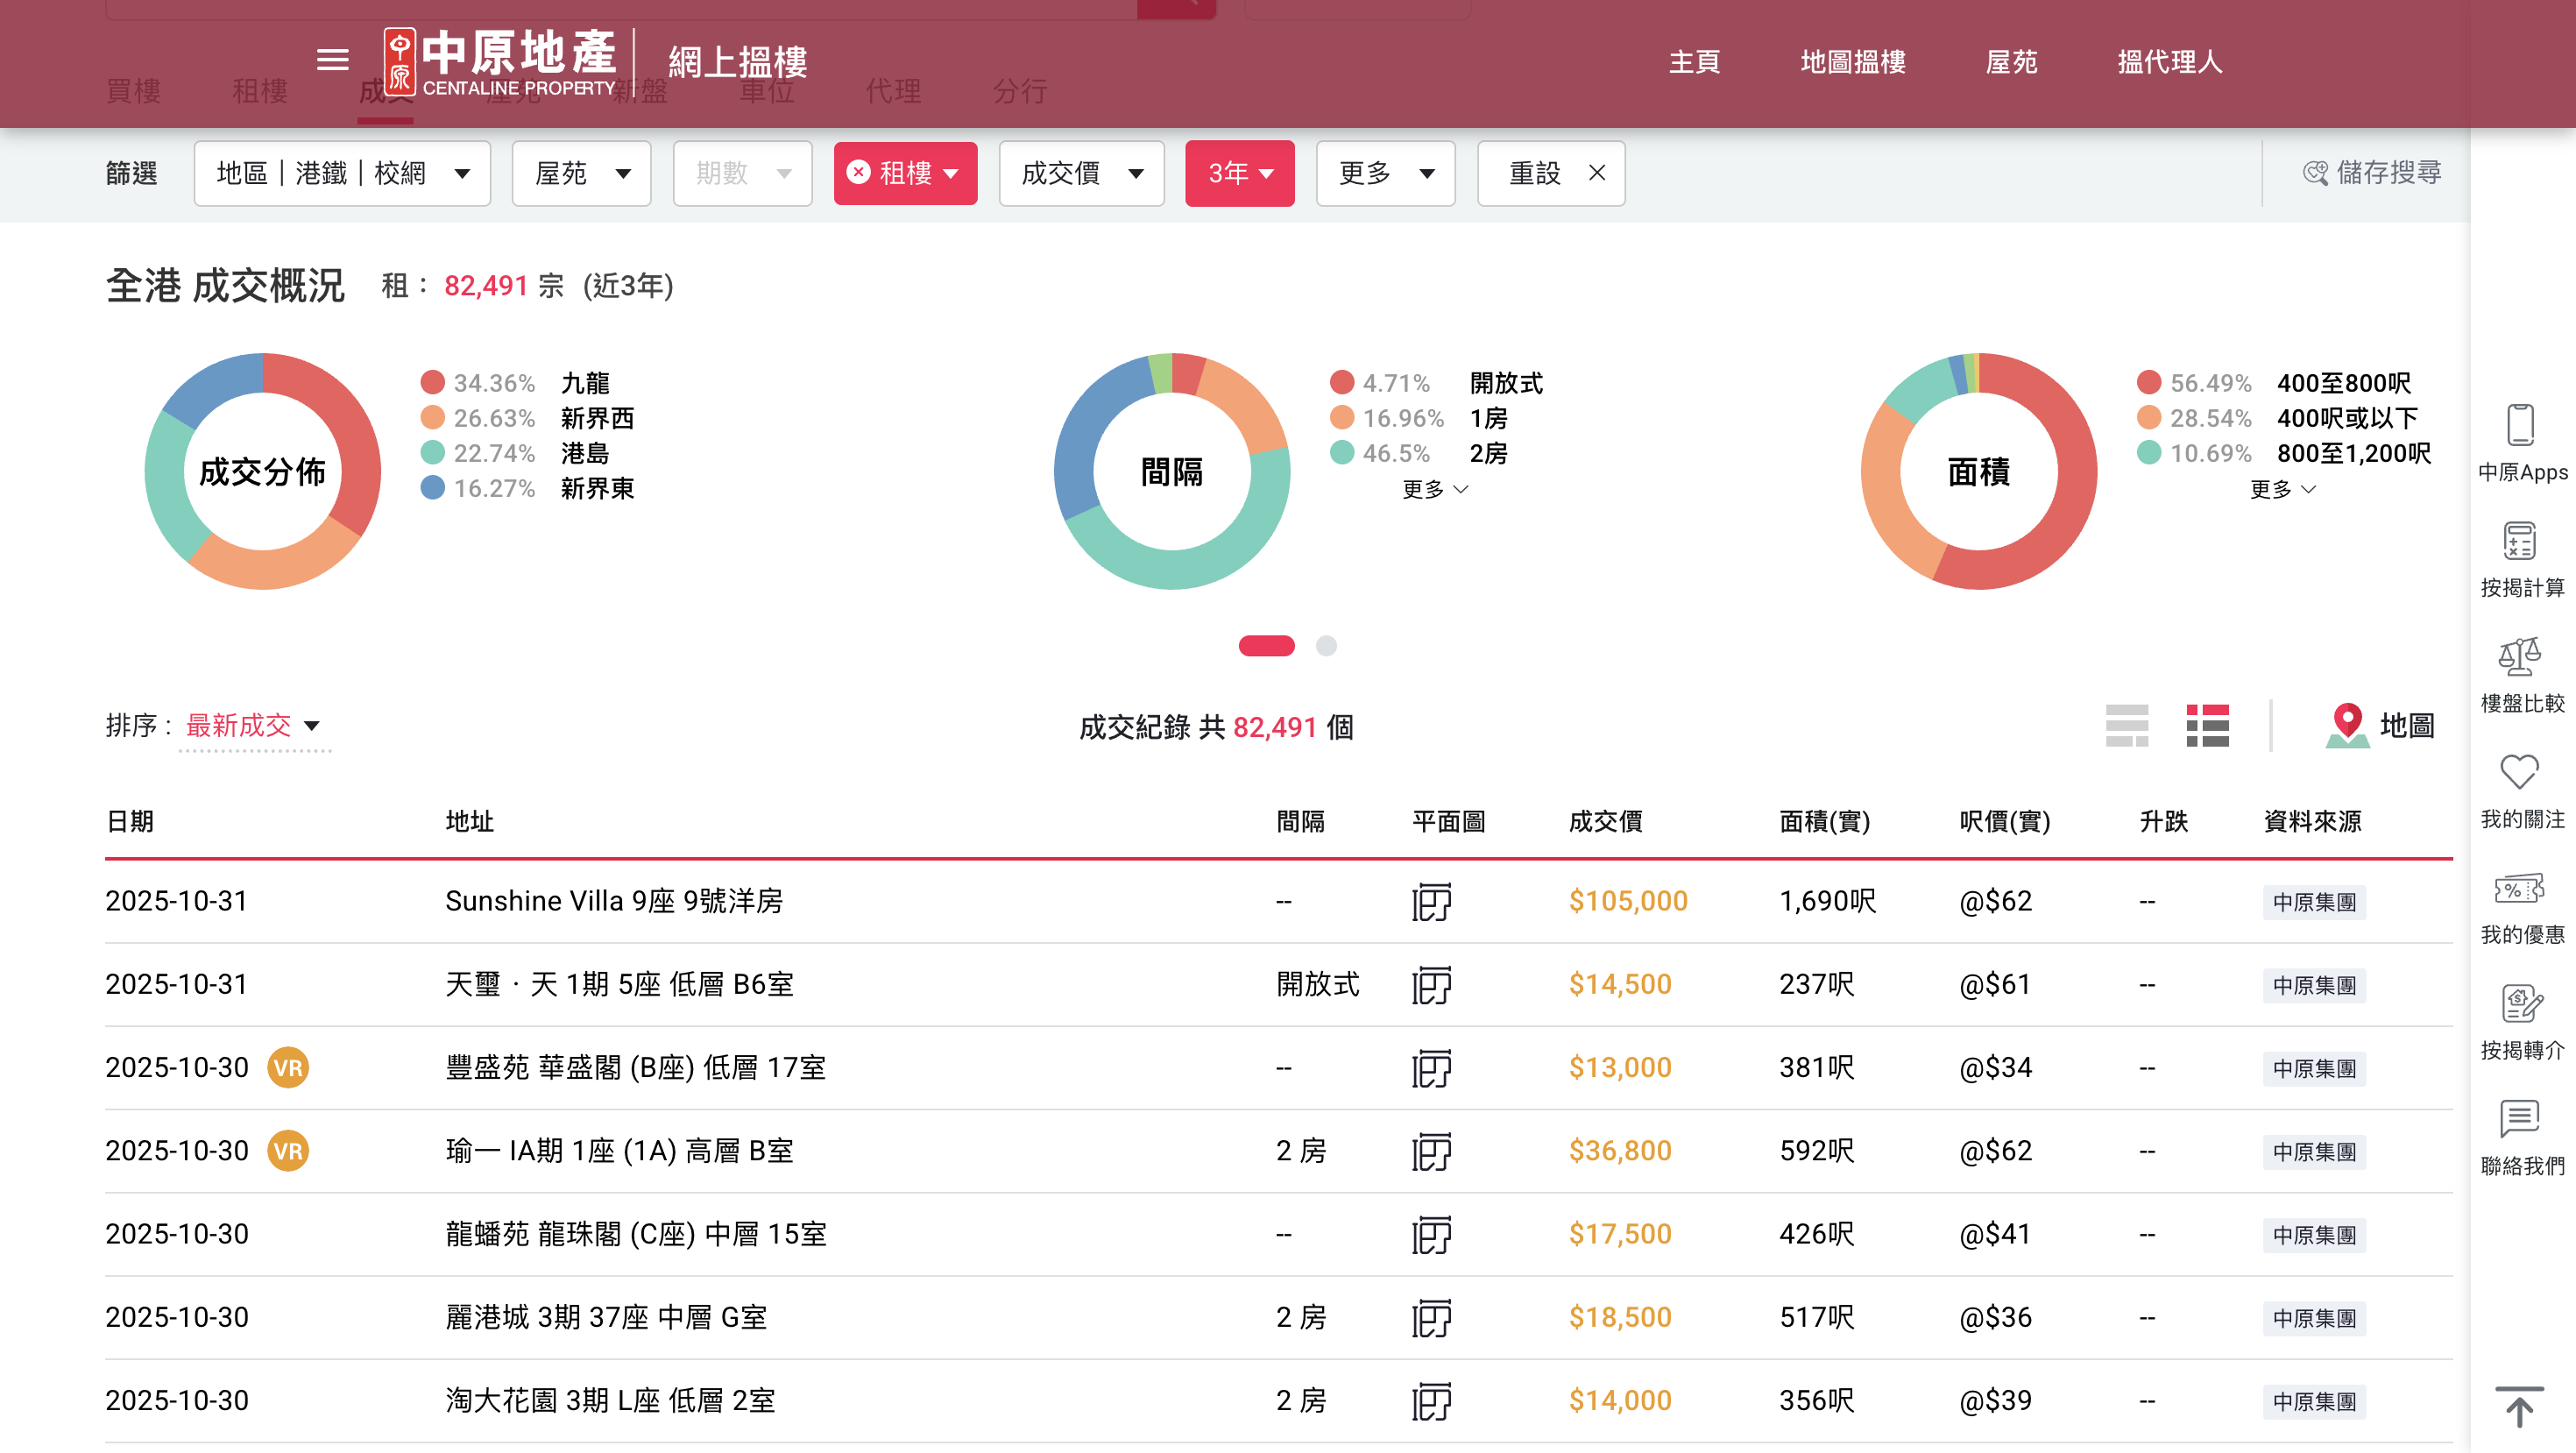 中原 中原地產 CENTALINE PROPERTY 網上搵樓 主頁 地圖搵樓 屋苑 搵代理人
買樓 租樓 成交 屋苑 新盤 車位 代理 分行
篩選 地區｜港鐵｜校網 屋苑 期數 租樓 成交價 3年 更多 重設 儲存搜尋
全港 成交概況 租： 82,491 宗 (近3年)
成交分佈
34.36% 九龍
26.63% 新界西
22.74% 港島
16.27% 新界東
間隔
4.71% 開放式
16.96% 1房
46.5% 2房
更多
面積
56.49% 400至800呎
28.54% 400呎或以下
10.69% 800至1,200呎
更多
排序 : 最新成交 成交紀錄 共 82,491 個 地圖
日期 地址 間隔 平面圖 成交價 面積(實) 呎價(實) 升跌 資料來源
2025-10-31 Sunshine Villa 9座 9號洋房 -- $105,000 1,690呎 @$62 -- 中原集團
2025-10-31 天璽‧天 1期 5座 低層 B6室 開放式 $14,500 237呎 @$61 -- 中原集團
2025-10-30 VR 豐盛苑 華盛閣 (B座) 低層 17室 -- $13,000 381呎 @$34 -- 中原集團
2025-10-30 VR 瑜一 IA期 1座 (1A) 高層 B室 2 房 $36,800 592呎 @$62 -- 中原集團
2025-10-30 龍蟠苑 龍珠閣 (C座) 中層 15室 -- $17,500 426呎 @$41 -- 中原集團
2025-10-30 麗港城 3期 37座 中層 G室 2 房 $18,500 517呎 @$36 -- 中原集團
2025-10-30 淘大花園 3期 L座 低層 2室 2 房 $14,000 356呎 @$39 -- 中原集團
中原Apps
按揭計算
樓盤比較
我的關注
我的優惠
按揭轉介
聯絡我們